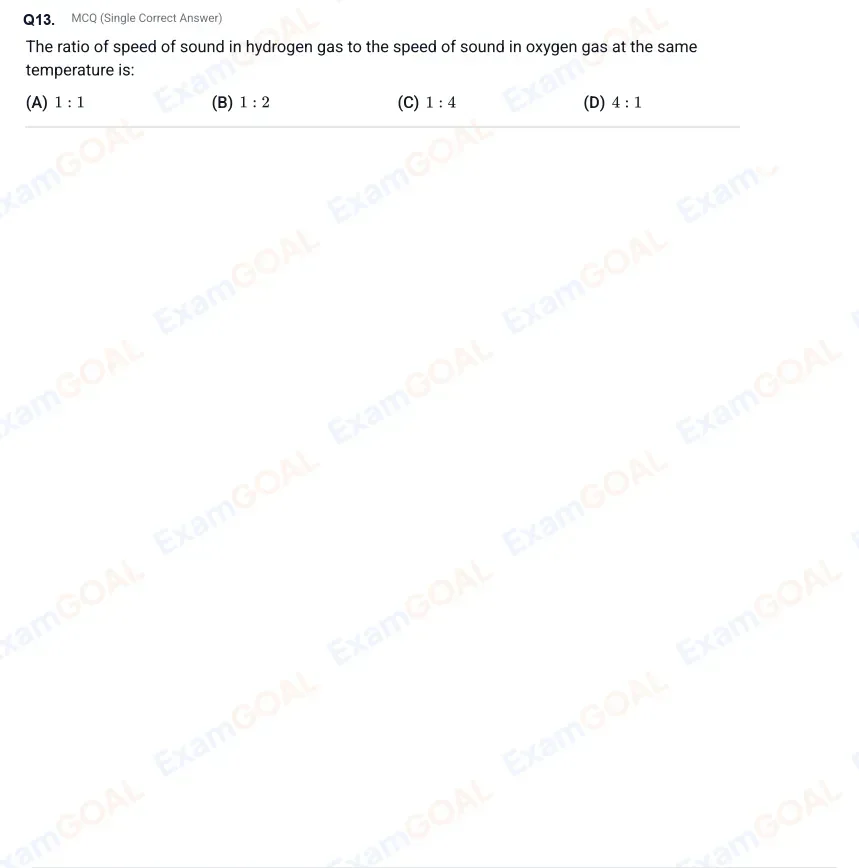 Q13. MCQ (Single Correct Answer)
The ratio of speed of sound in hydrogen gas to the speed of sound in oxygen gas at the same
temperature is:
(A) 1 : 1 (B) 1 : 2 (C) 1 : 4 (D) 4 : 1
ExamGOAL